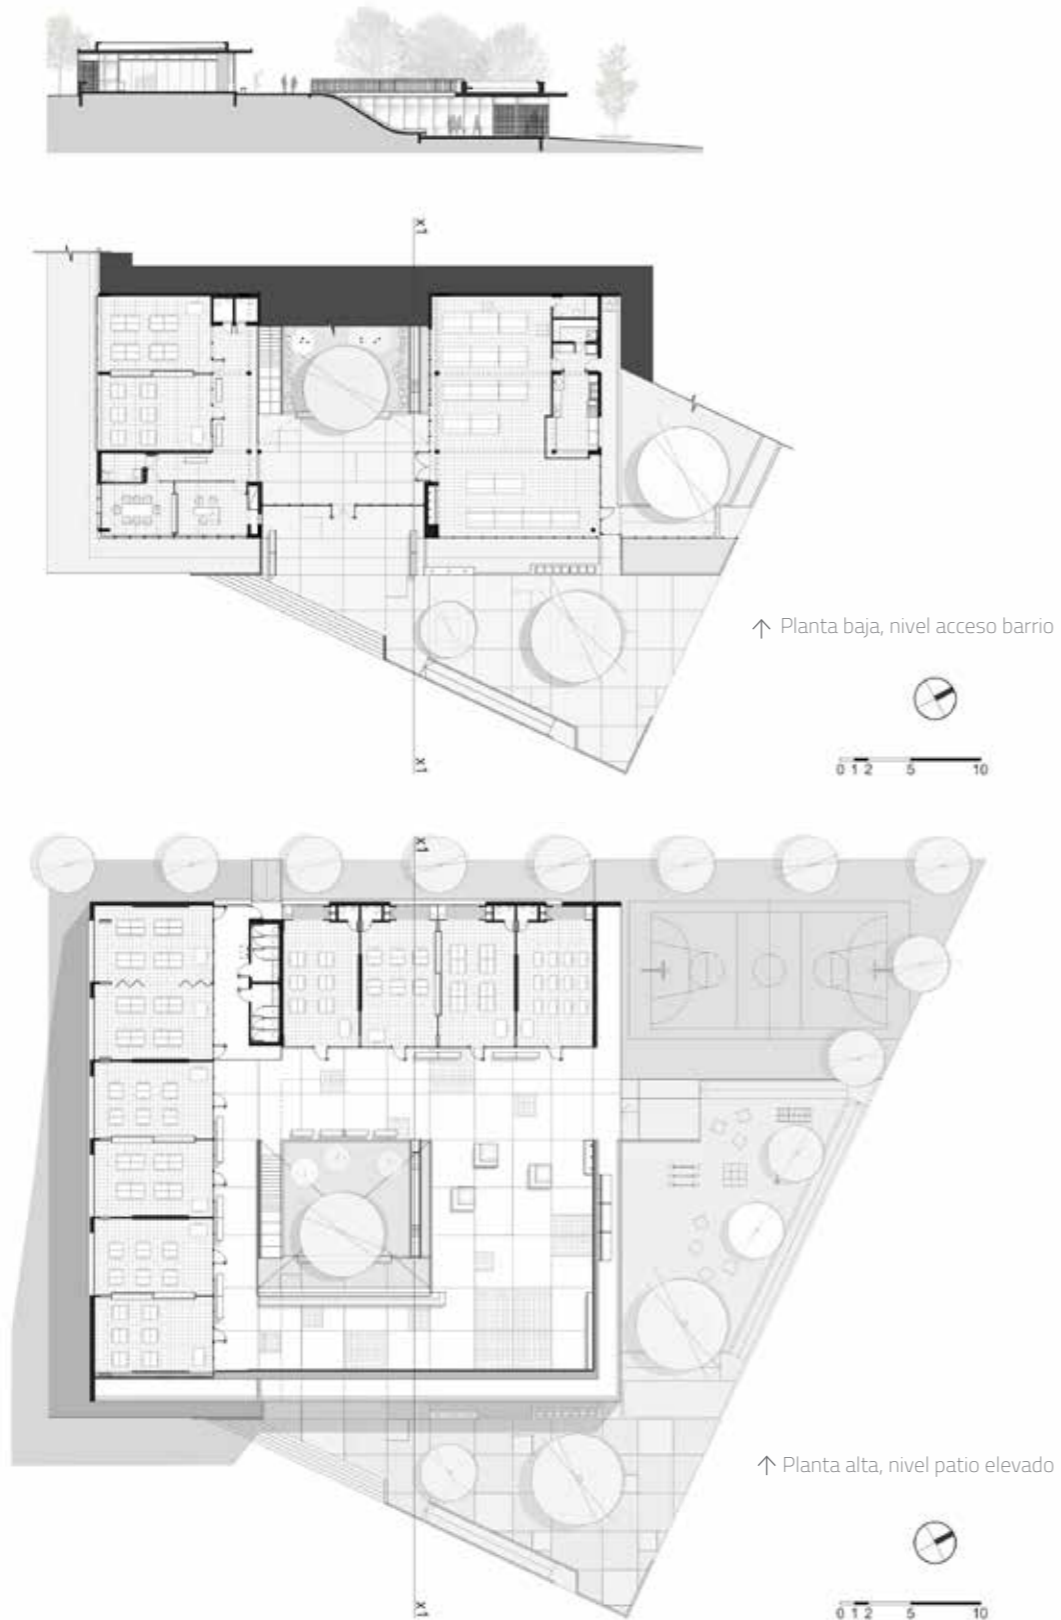 x1
↑ Planta baja, nivel acceso barrio
x1
0 1 2 5 10
x1
↑ Planta alta, nivel patio elevado
x1
0 1 2 5 10